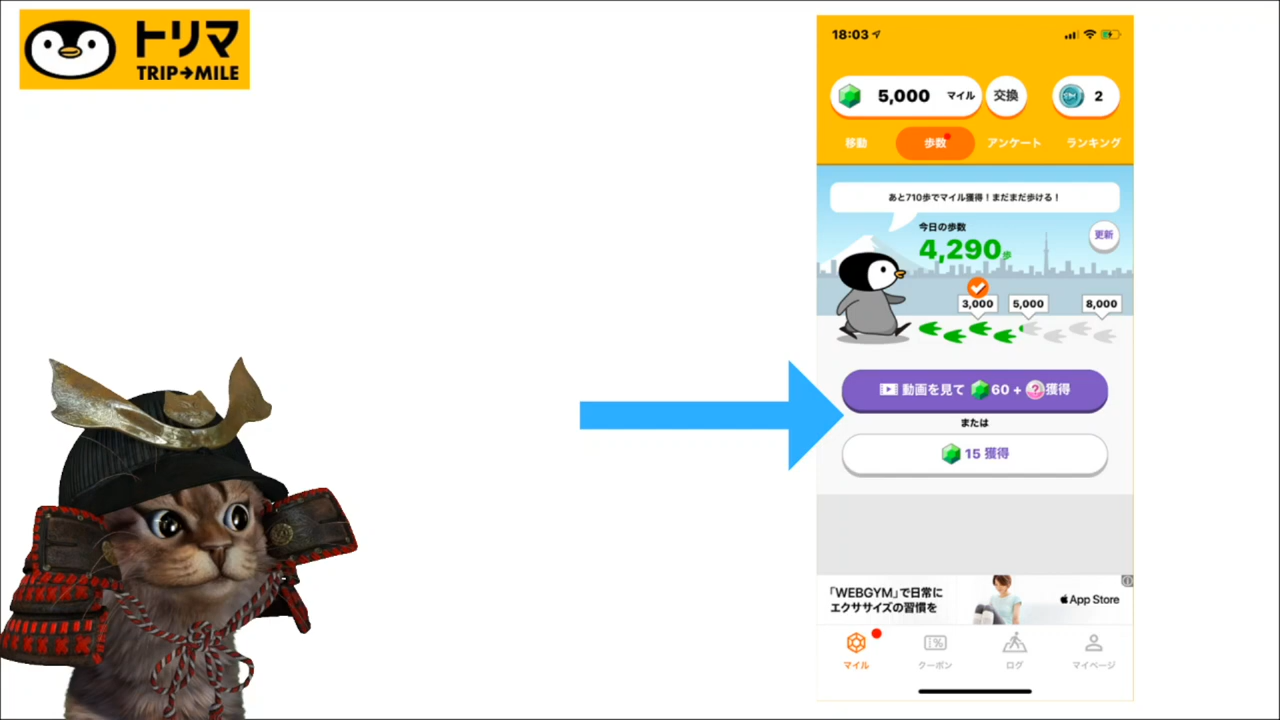 トリマ
TRIP→MILE
18:03
5,000 マイル 交換 2
移動 歩数 アンケート ランキング
あと710歩でマイル獲得！まだまだ歩ける！
今日の歩数
更新
4,290歩
3,000 5,000 8,000
動画を見て 60 + ? 獲得
または
15 獲得
「WEBGYM」で日常に
エクササイズの習慣を
App Store
マイル クーポン ログ マイページ